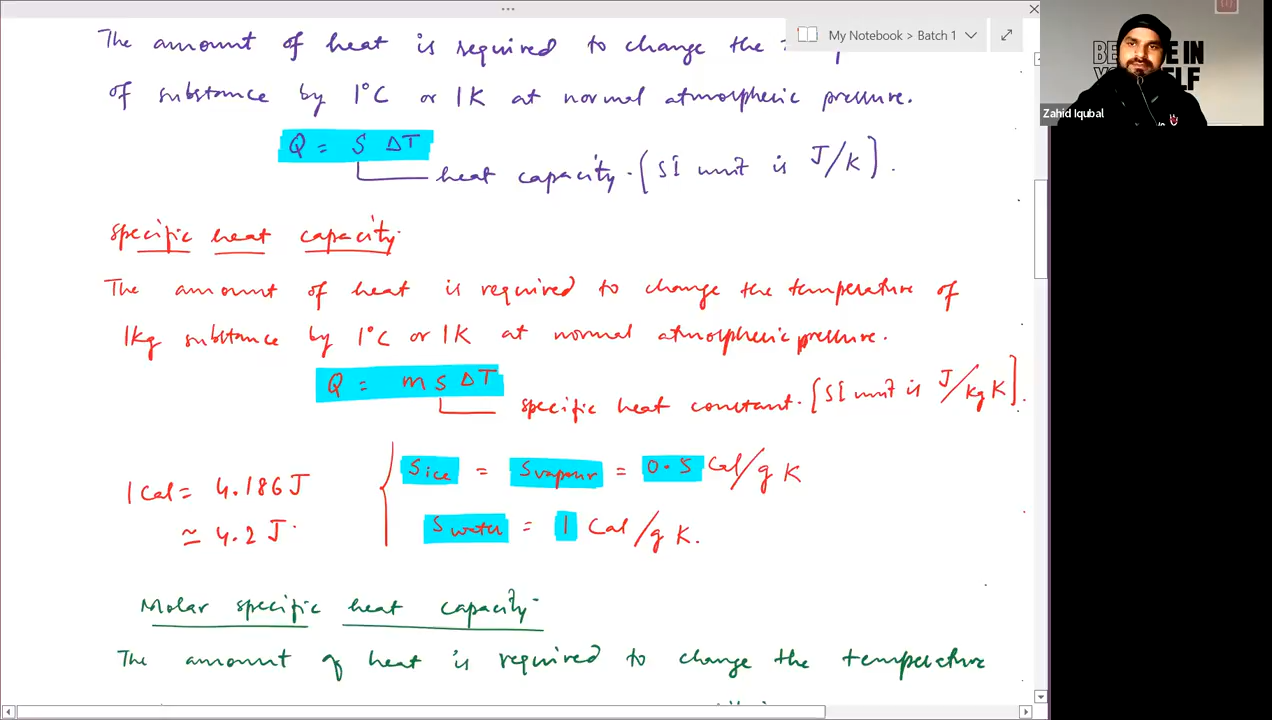 The amount of heat is required to change the
My Notebook > Batch 1
of substance by 1°C or 1K at normal atmospheric pressure.
Q = S ΔT
heat capacity. [SI unit is J/K].
specific heat capacity.
The amount of heat is required to change the temperature of
1kg substance by 1°C or 1K at normal atmospheric pressure.
Q = m S ΔT
specific heat constant. [SI unit is J/kg K].
1 Cal = 4.186 J
≃ 4.2 J.
Sice = Svapour = 0.5 Cal/g K
Swater = 1 Cal/g K.
Molar specific heat capacity.
The amount of heat is required to change the temperature
BE IN
Zahid Iqubal